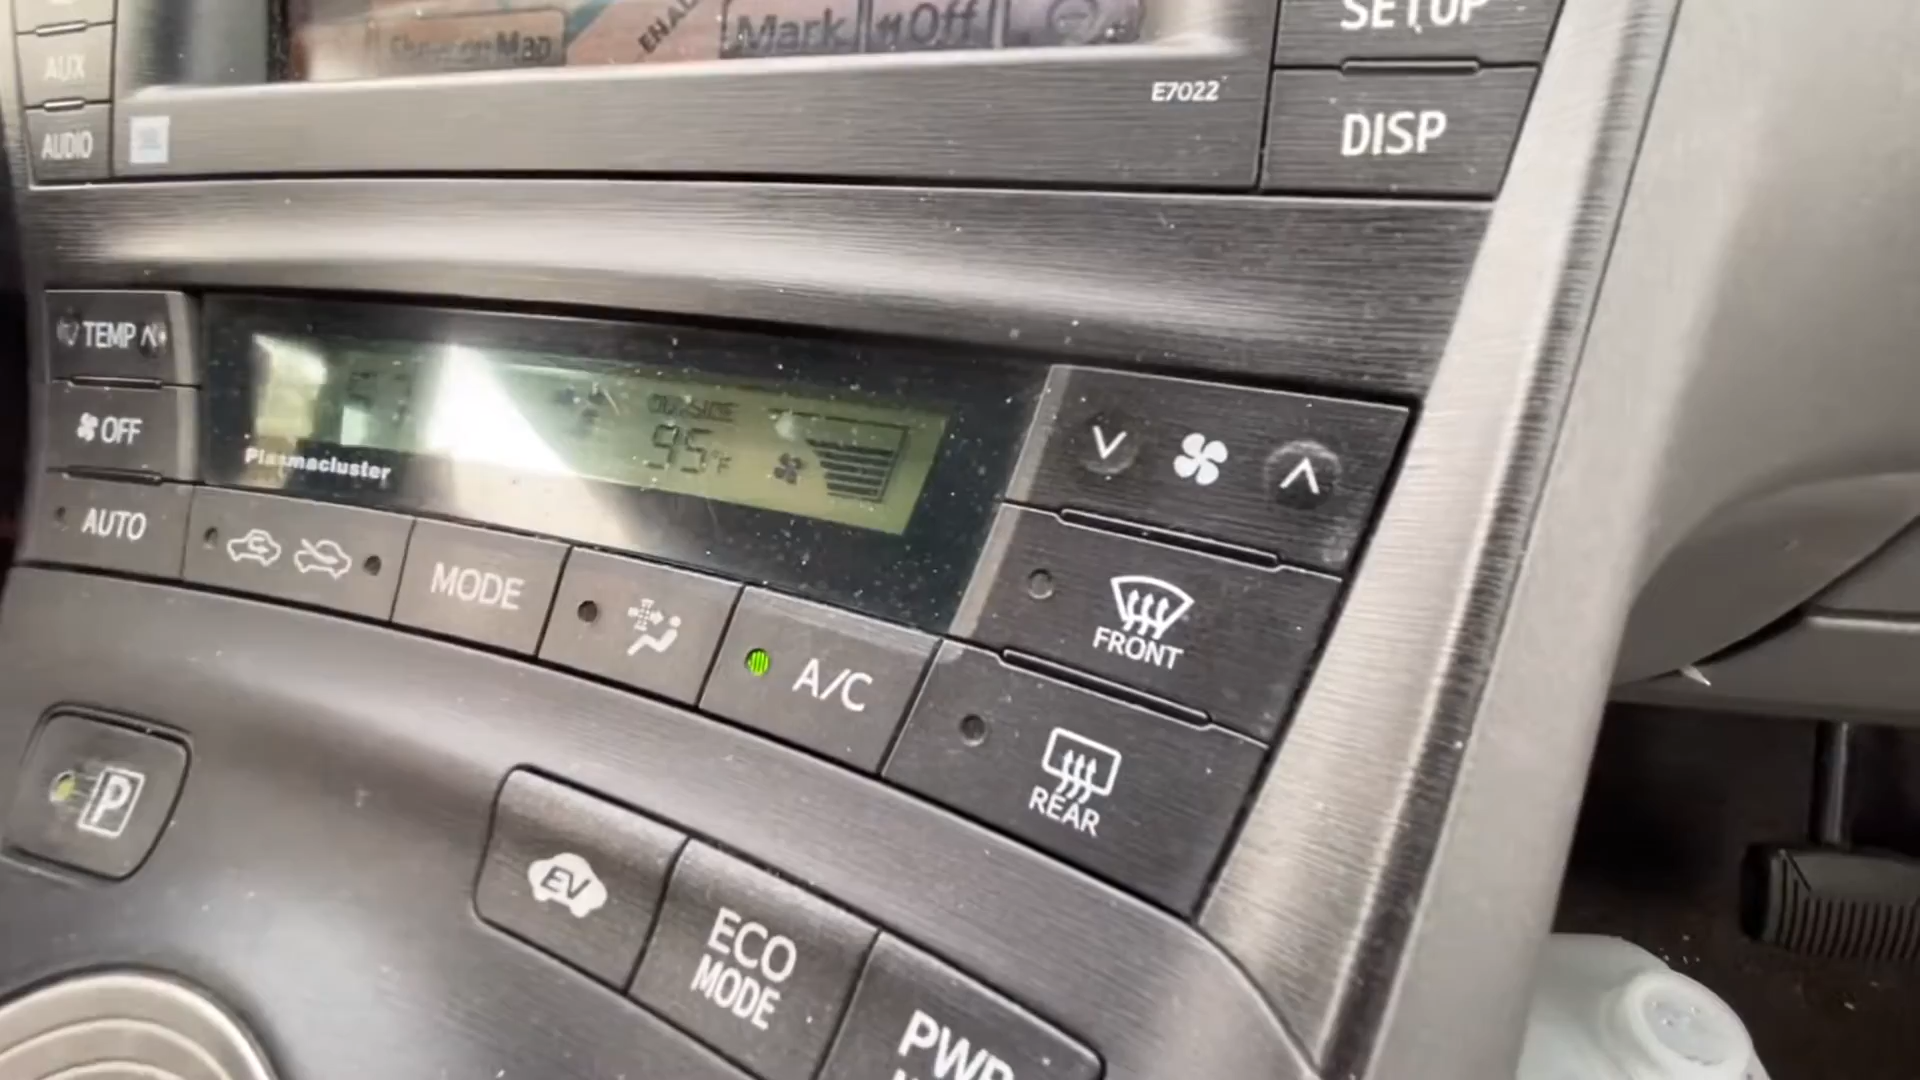 Mark
Off
SETUP
AUX
E7022
DISP
AUDIO
TEMP
OFF
OUTSIDE
95°F
Plasmacluster
AUTO
MODE
A/C
FRONT
REAR
P
EV
ECO
MODE
PWR